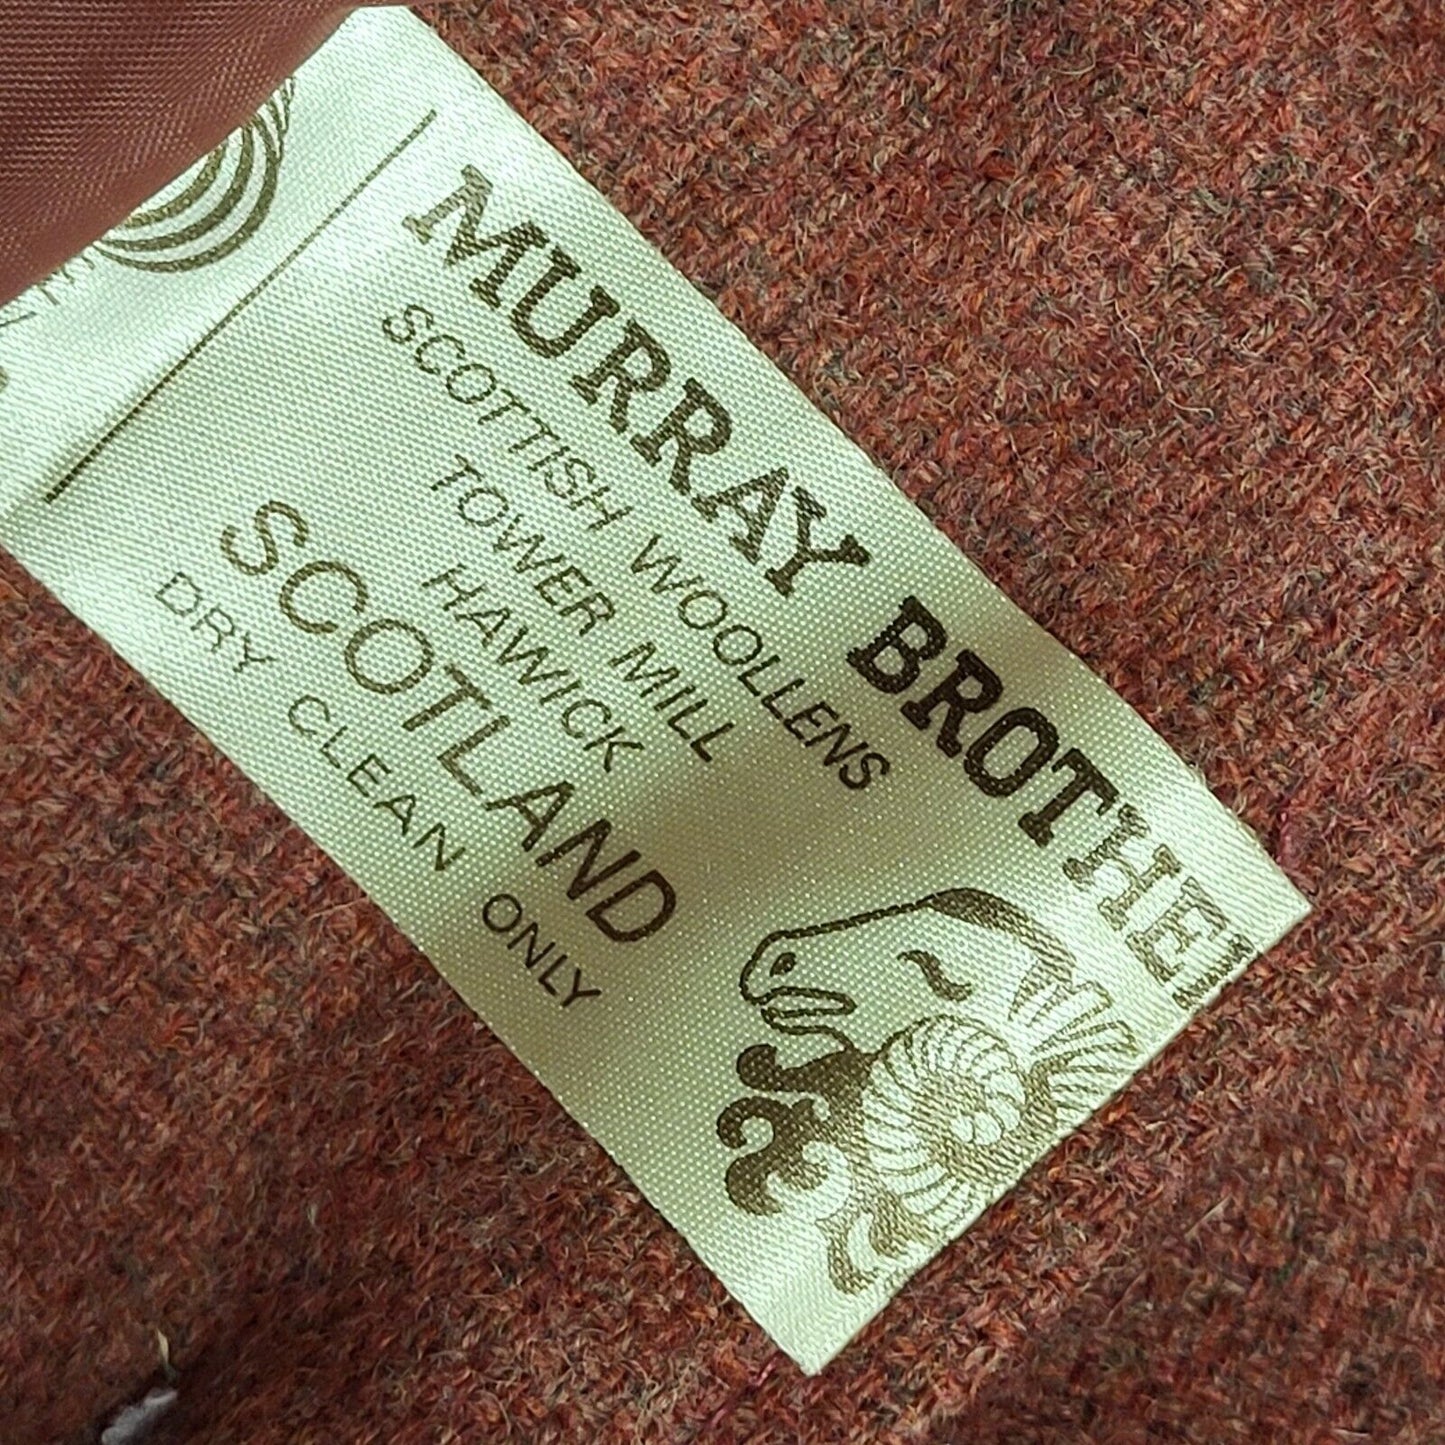 MURRAY BROTHE
SCOTTISH WOOLLENS
TOWER MILL
HAWICK
SCOTLAND
DRY CLEAN ONLY